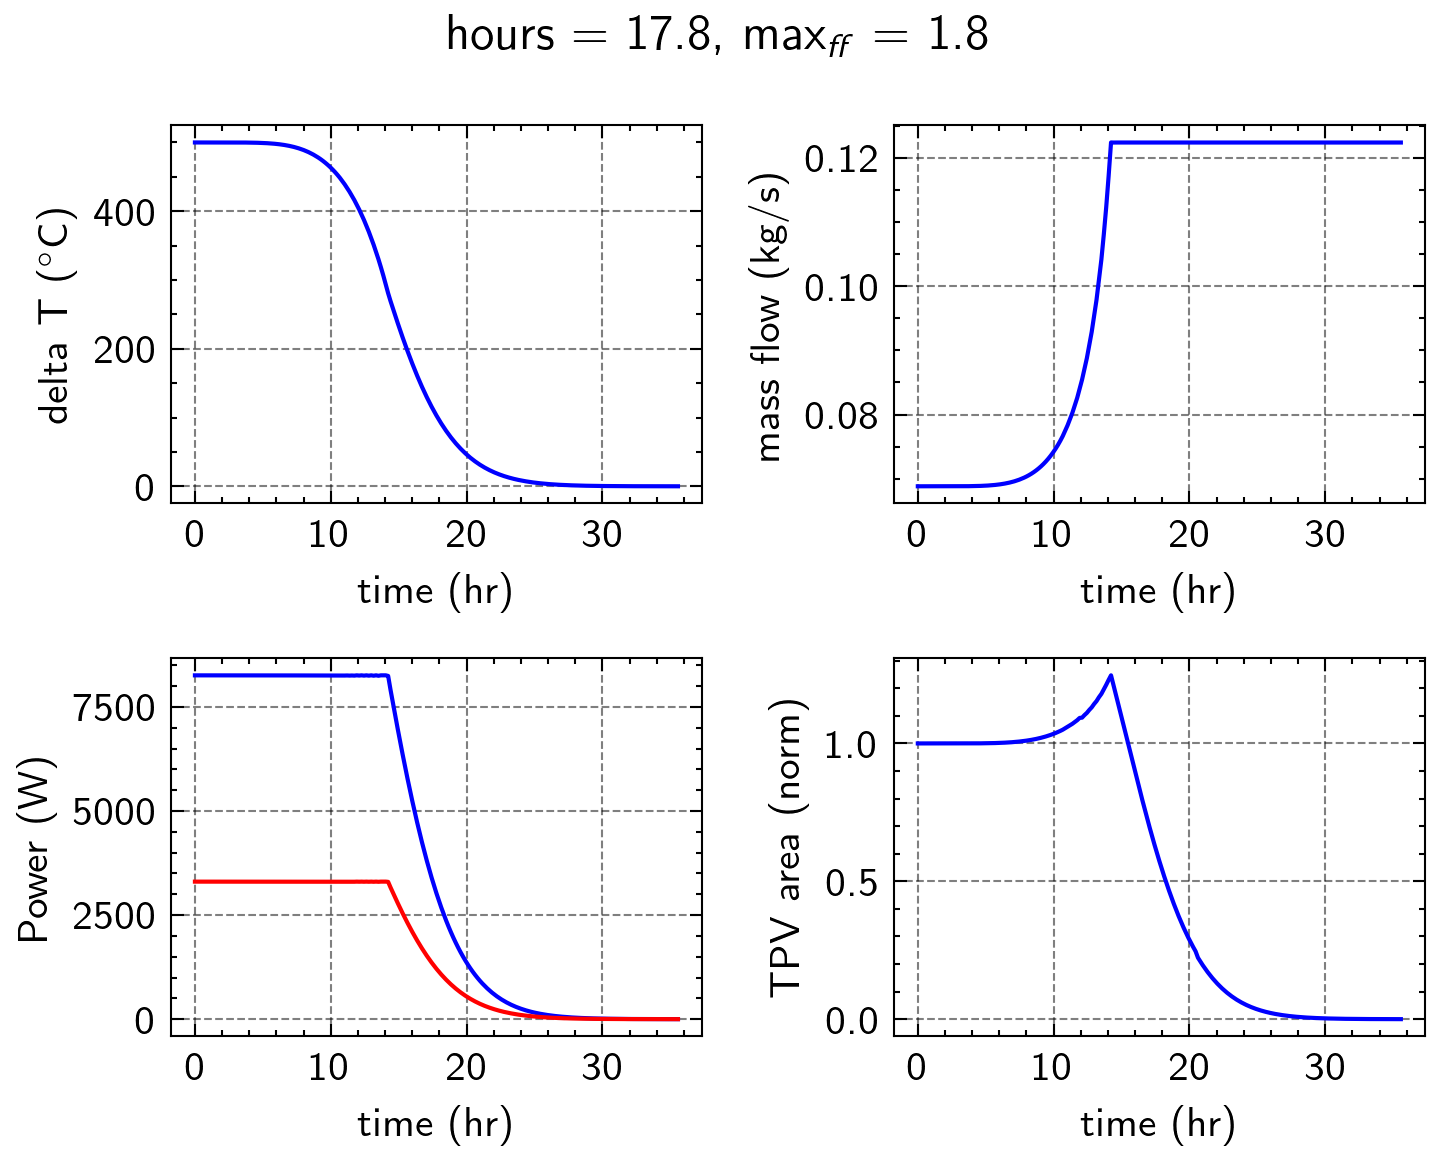 hours = 17.8, max_ff = 1.8
delta T (°C)
400
200
0
0 10 20 30
time (hr)
mass flow (kg/s)
0.12
0.10
0.08
0 10 20 30
time (hr)
Power (W)
7500
5000
2500
0
0 10 20 30
time (hr)
TPV area (norm)
1.0
0.5
0.0
0 10 20 30
time (hr)